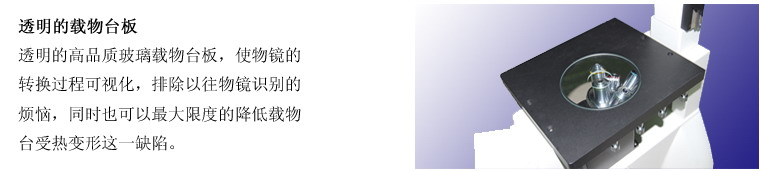 透明的载物台板
透明的高品质玻璃载物台板，使物镜的
转换过程可视化，排除以往物镜识别的
烦恼，同时也可以最大限度的降低载物
台受热变形这一缺陷。